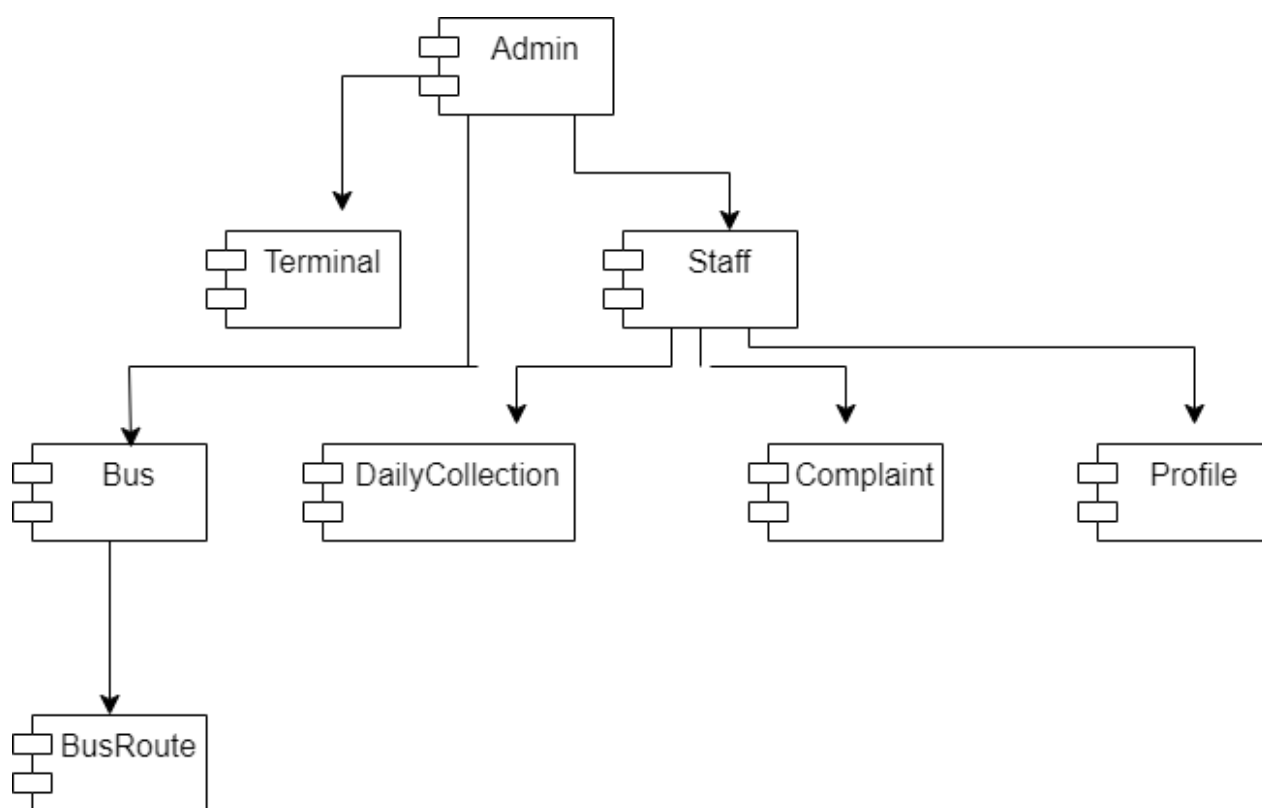 Admin
Terminal
Staff
Bus
DailyCollection
Complaint
Profile
BusRoute